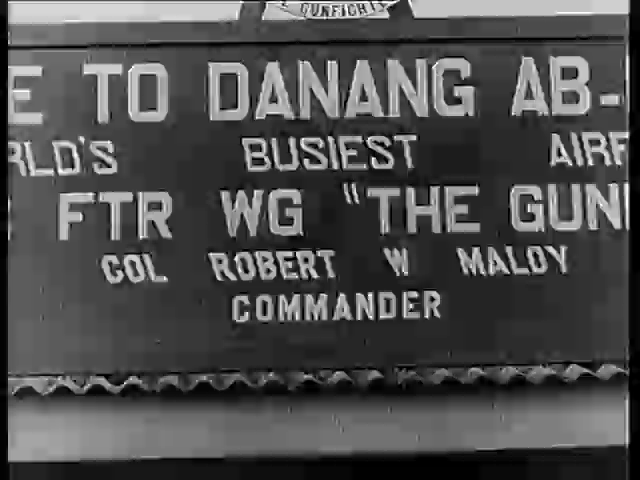 GUNFIGHT
E TO DANANG AB-
RLD'S BUSIEST AIRF
FTR WG "THE GUN
COL ROBERT W MALOY
COMMANDER